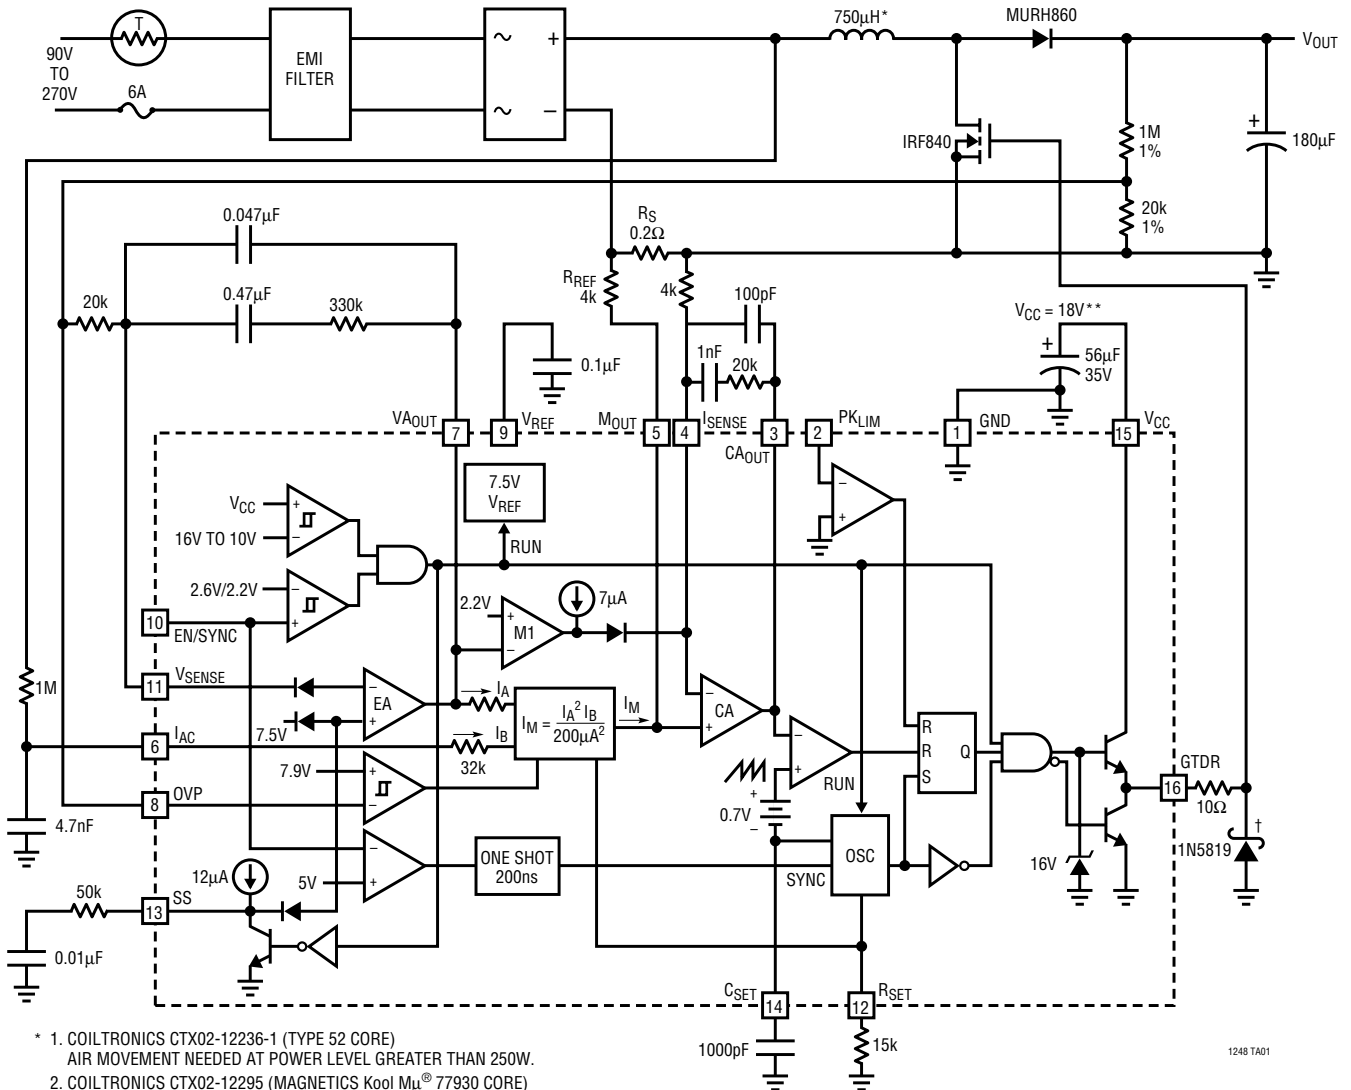 T
90V
TO
270V
6A
EMI
FILTER
~
~
+
−
750µH*
MURH860
VOUT
IRF840
1M
1%
20k
1%
+
180µF
0.047µF
0.47µF
330k
20k
RS
0.2Ω
RREF
4k
4k
100pF
1nF
20k
0.1µF
VCC = 18V**
+
56µF
35V
VAOUT
7
9
VREF
MOUT
5
4
ISENSE
3
CAOUT
2
PKLIM
1
GND
15
VCC
7.5V
VREF
RUN
VCC
+
16V TO 10V
−
2.6V/2.2V
−
+
10
EN/SYNC
2.2V
+
M1
−
7µA
1M
11
VSENSE
−
EA
+
7.5V
IA
IM = IA² IB
200µA²
IM
−
CA
+
6
IAC
IB
32k
7.9V
+
−
8
OVP
4.7nF
−
5V
+
ONE SHOT
200ns
−
+
+
0.7V
−
RUN
SYNC
OSC
R
R
S
Q
16V
16
GTDR
10Ω
†
1N5819
12µA
50k
13
SS
0.01µF
CSET
14
12
RSET
1000pF
15k
* 1. COILTRONICS CTX02-12236-1 (TYPE 52 CORE)
AIR MOVEMENT NEEDED AT POWER LEVEL GREATER THAN 250W.
2. COILTRONICS CTX02-12295 (MAGNETICS Kool Mµ® 77930 CORE)
1248 TA01